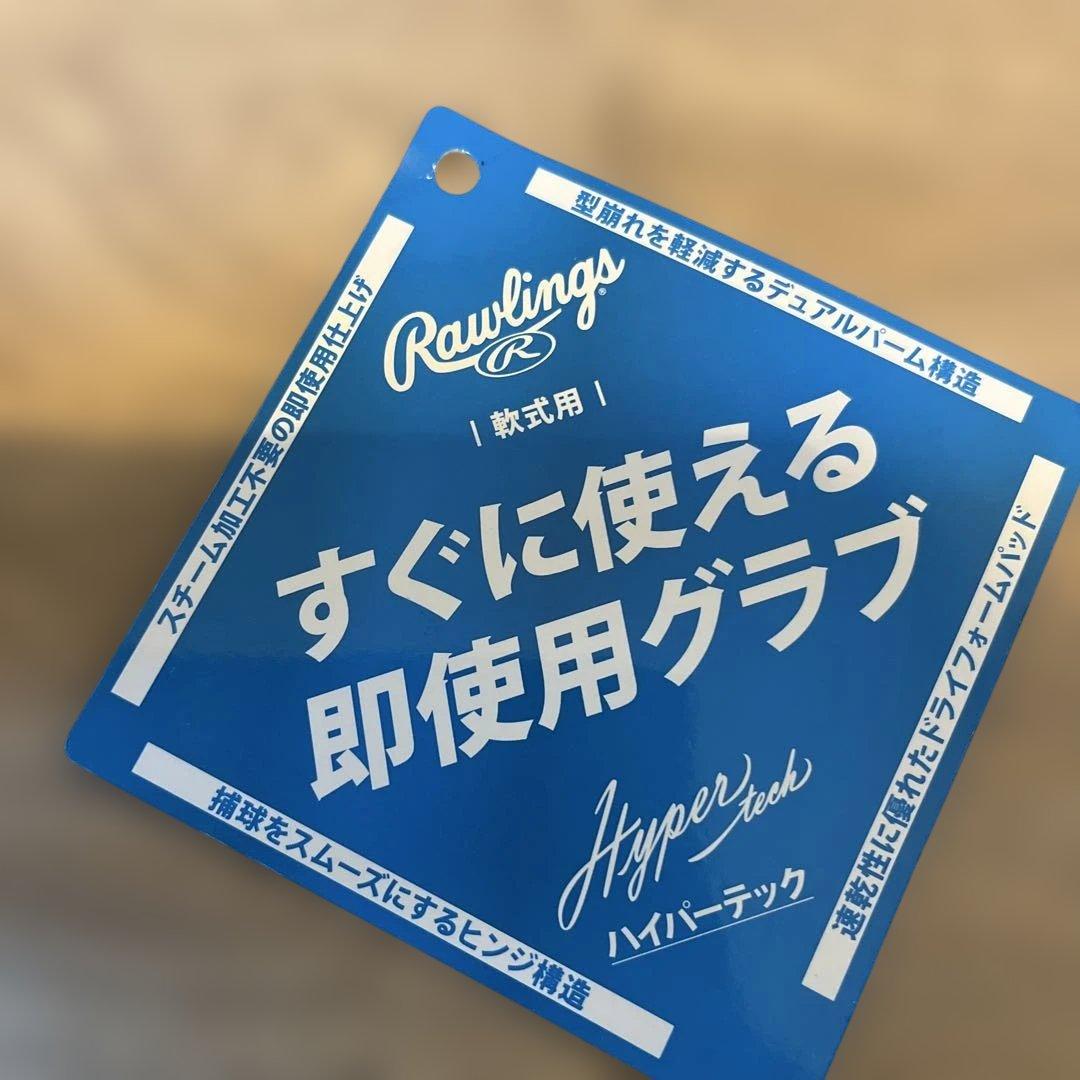 型崩れを軽減するデュアルパーム構造
スチーム加工不要の即使用仕上げ
Rawlings®
R
軟式用
すぐに使える
即使用グラブ
Hyper tech
ハイパーテック
速乾性に優れたドライフォームパッド
捕球をスムーズにするヒンジ構造